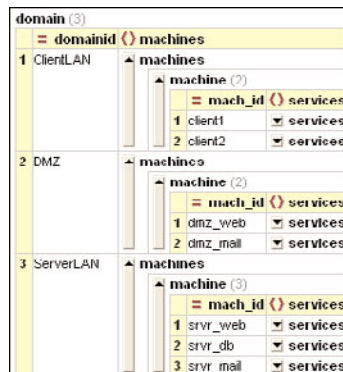 domain (3)
= domainid {} machines
1 ClientLAN machines
machine (2)
= mach_id {} services
1 client1 services
2 client2 services
2 DMZ machines
machine (2)
= mach_id {} services
1 dmz_web services
2 dmz_mail services
3 ServerLAN machines
machine (3)
= mach_id {} services
1 srvr_web services
2 srvr_db services
3 srvr_mail services